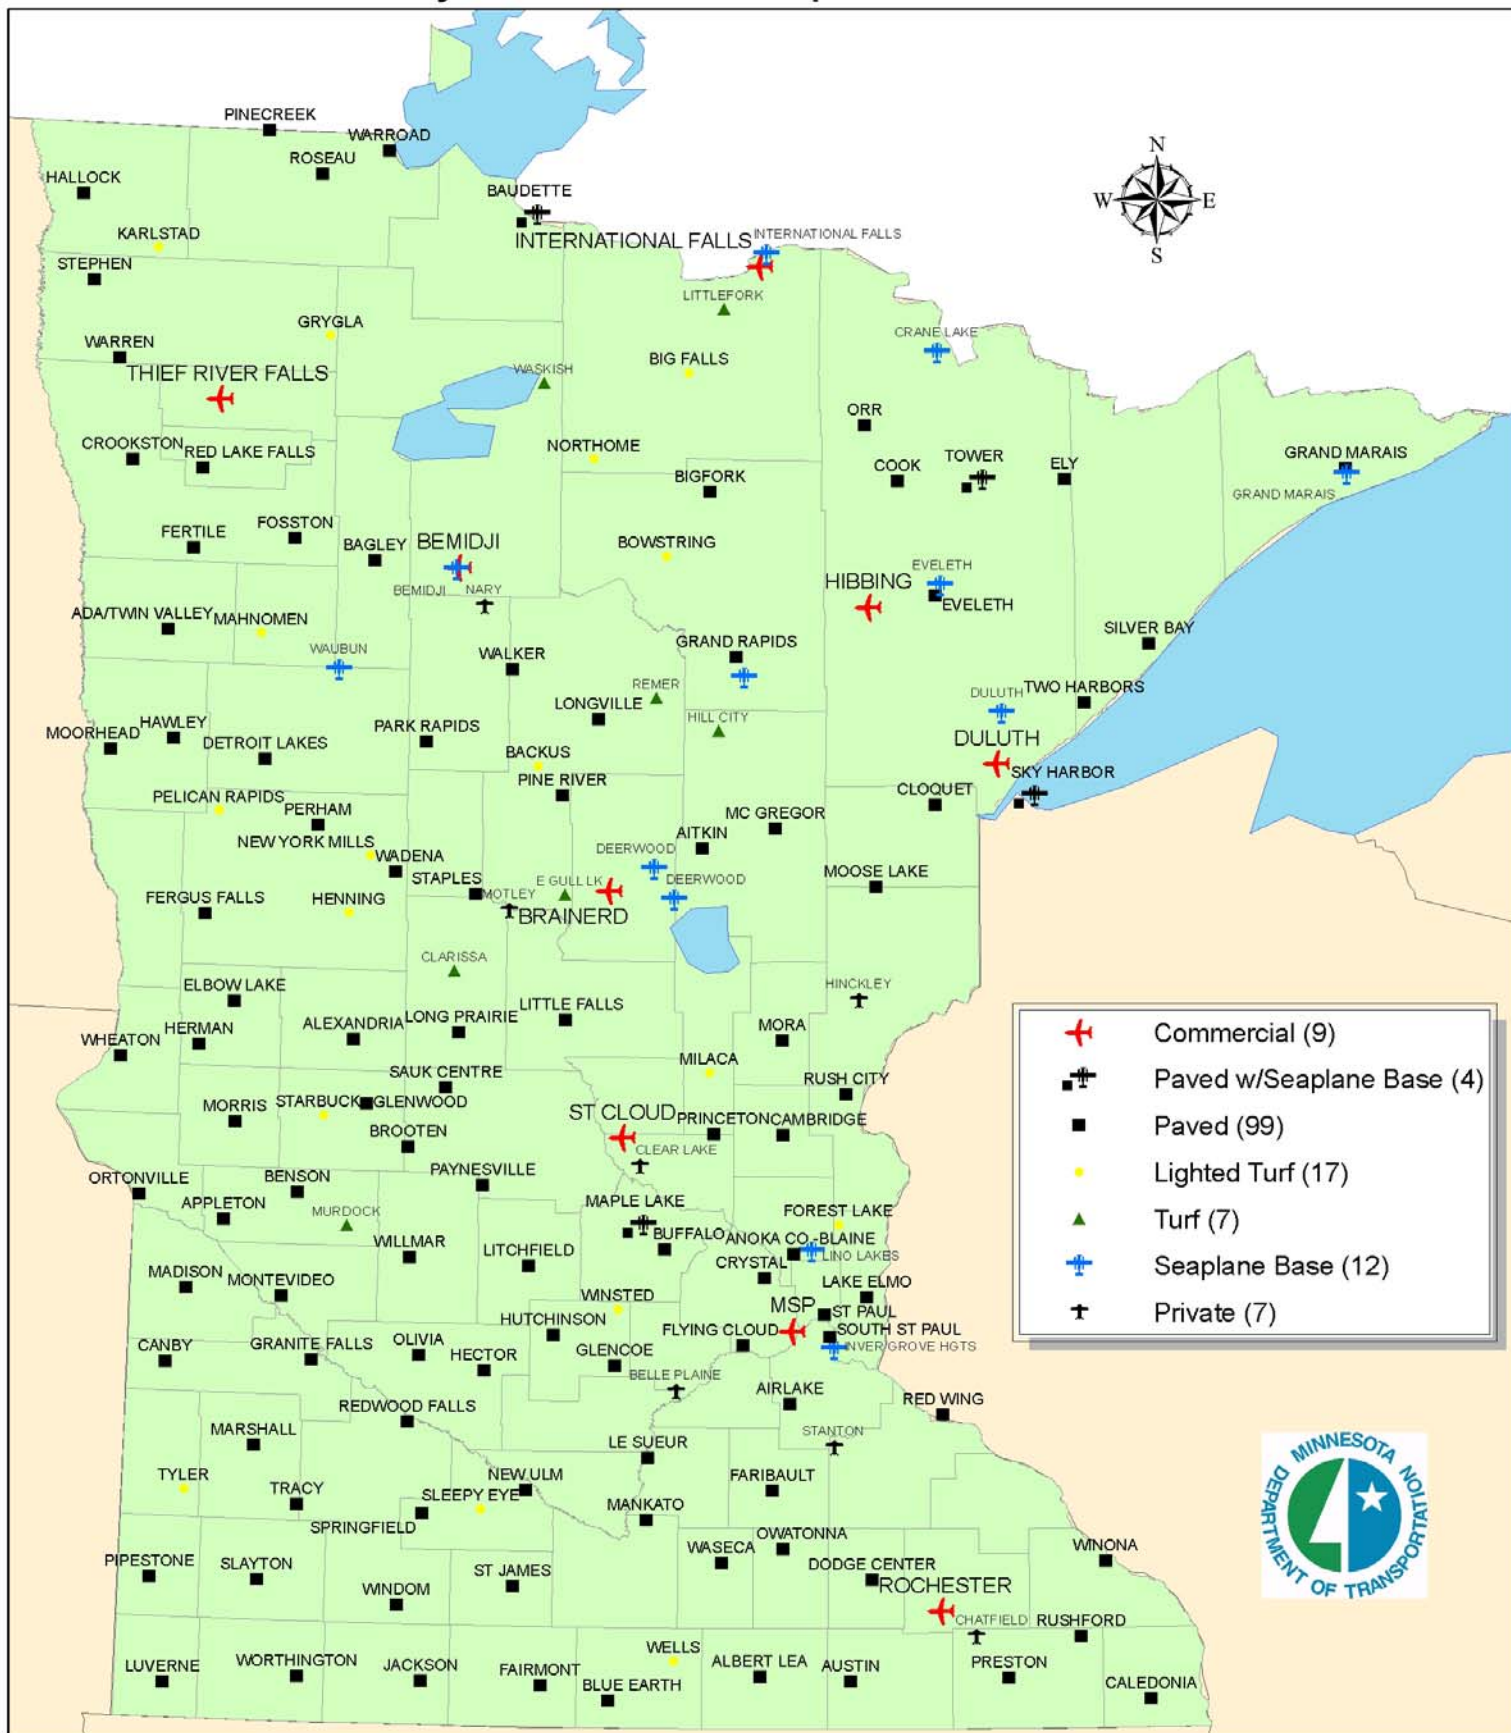 PINECREEK
WARROAD
ROSEAU
HALLOCK
BAUDETTE
KARLSTAD
INTERNATIONAL FALLS
INTERNATIONAL FALLS
STEPHEN
LITTLEFORK
GRYGLA
CRANE LAKE
WARREN
BIG FALLS
THIEF RIVER FALLS
WASKISH
ORR
CROOKSTON
RED LAKE FALLS
NORTHOME
GRAND MARAIS
COOK
TOWER
ELY
BIGFORK
GRAND MARAIS
FERTILE
FOSSTON
BAGLEY
BEMIDJI
BOWSTRING
EVELETH
HIBBING
BEMIDJI
NARY
EVELETH
ADA/TWIN VALLEY
MAHNOMEN
SILVER BAY
WAUBUN
WALKER
GRAND RAPIDS
REMER
DULUTH
TWO HARBORS
LONGVILLE
HILL CITY
MOORHEAD
HAWLEY
DETROIT LAKES
PARK RAPIDS
DULUTH
BACKUS
SKY HARBOR
PINE RIVER
CLOQUET
PELICAN RAPIDS
PERHAM
MC GREGOR
NEW YORK MILLS
AITKIN
WADENA
DEERWOOD
STAPLES
E GULL LK
DEERWOOD
MOOSE LAKE
FERGUS FALLS
HENNING
MOTLEY
BRAINERD
CLARISSA
ELBOW LAKE
HINCKLEY
LITTLE FALLS
WHEATON
HERMAN
ALEXANDRIA
LONG PRAIRIE
MORA
MILACA
SAUK CENTRE
RUSH CITY
MORRIS
STARBUCK
GLENWOOD
ST CLOUD
PRINCETON
CAMBRIDGE
BROOTEN
CLEAR LAKE
ORTONVILLE
BENSON
PAYNESVILLE
APPLETON
MURDOCK
MAPLE LAKE
FOREST LAKE
WILLMAR
LITCHFIELD
BUFFALO
ANOKA CO.-BLAINE
LINO LAKES
CRYSTAL
MADISON
MONTEVIDEO
LAKE ELMO
WINSTED
MSP
ST PAUL
HUTCHINSON
FLYING CLOUD
SOUTH ST PAUL
CANBY
GRANITE FALLS
OLIVIA
HECTOR
GLENCOE
INVER GROVE HGTS
BELLE PLAINE
AIRLAKE
RED WING
REDWOOD FALLS
MARSHALL
LE SUEUR
STANTON
TYLER
TRACY
NEW ULM
FARIBAULT
SLEEPY EYE
MANKATO
SPRINGFIELD
OWATONNA
WASECA
WINONA
PIPESTONE
SLAYTON
ST JAMES
DODGE CENTER
WINDOM
ROCHESTER
CHATFIELD
RUSHFORD
LUVERNE
WORTHINGTON
JACKSON
FAIRMONT
WELLS
ALBERT LEA
AUSTIN
PRESTON
BLUE EARTH
CALEDONIA
N
W
E
S
Commercial (9)
Paved w/Seaplane Base (4)
Paved (99)
Lighted Turf (17)
Turf (7)
Seaplane Base (12)
Private (7)
MINNESOTA
DEPARTMENT OF TRANSPORTATION